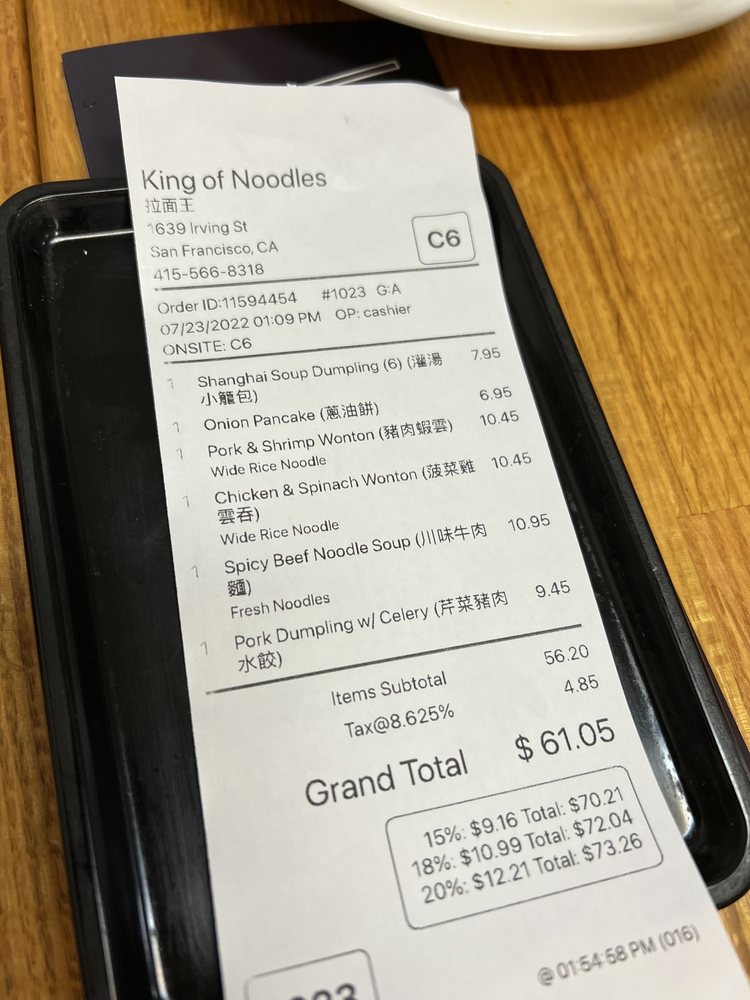 King of Noodles
拉面王
1639 Irving St
San Francisco, CA
415-566-8318
C6
Order ID:11594454 #1023 G:A
07/23/2022 01:09 PM OP: cashier
ONSITE: C6
1 Shanghai Soup Dumpling (6) (灌湯 7.95
小籠包)
1 Onion Pancake (蔥油餅) 6.95
1 Pork & Shrimp Wonton (豬肉蝦雲) 10.45
Wide Rice Noodle
1 Chicken & Spinach Wonton (菠菜雞 10.45
雲吞)
Wide Rice Noodle
1 Spicy Beef Noodle Soup (川味牛肉 10.95
麵)
Fresh Noodles
1 Pork Dumpling w/ Celery (芹菜豬肉 9.45
水餃)
Items Subtotal 56.20
Tax@8.625% 4.85
Grand Total $ 61.05
15%: $9.16 Total: $70.21
18%: $10.99 Total: $72.04
20%: $12.21 Total: $73.26
@ 01:54:58 PM (016)